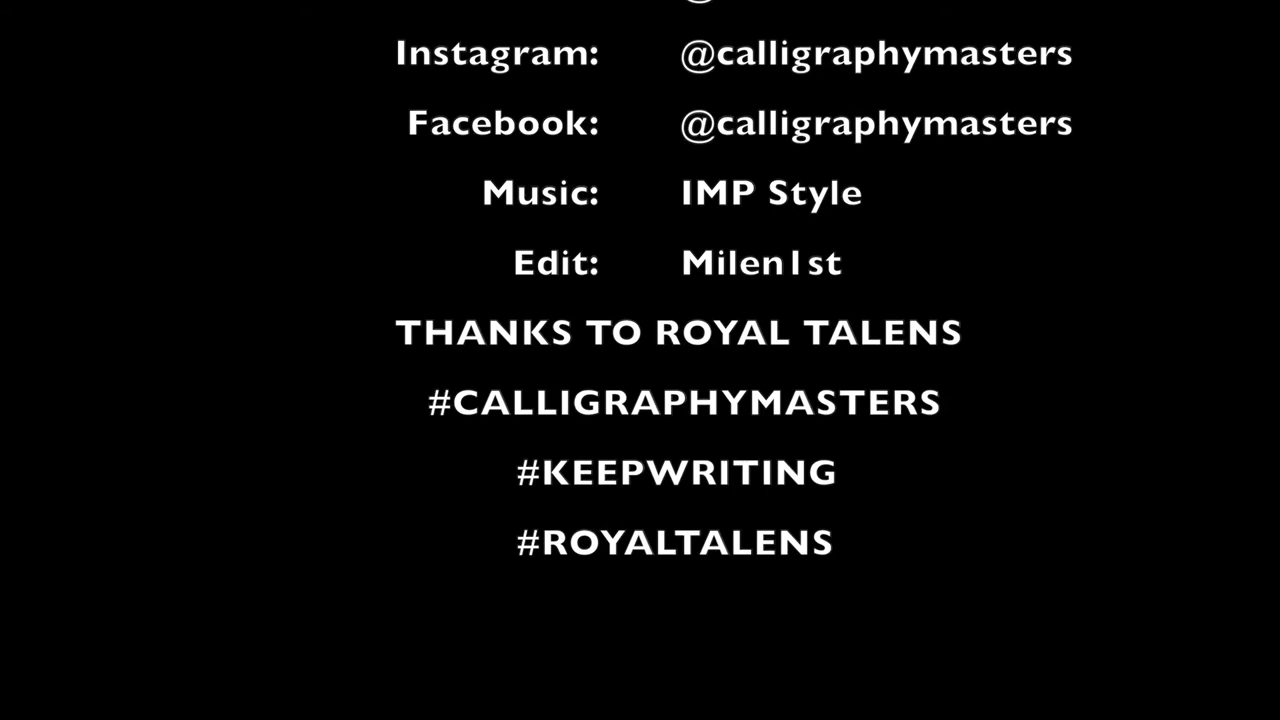 Instagram: @calligraphymasters
Facebook: @calligraphymasters
Music: IMP Style
Edit: Milen1st
THANKS TO ROYAL TALENS
#CALLIGRAPHYMASTERS
#KEEPWRITING
#ROYALTALENS